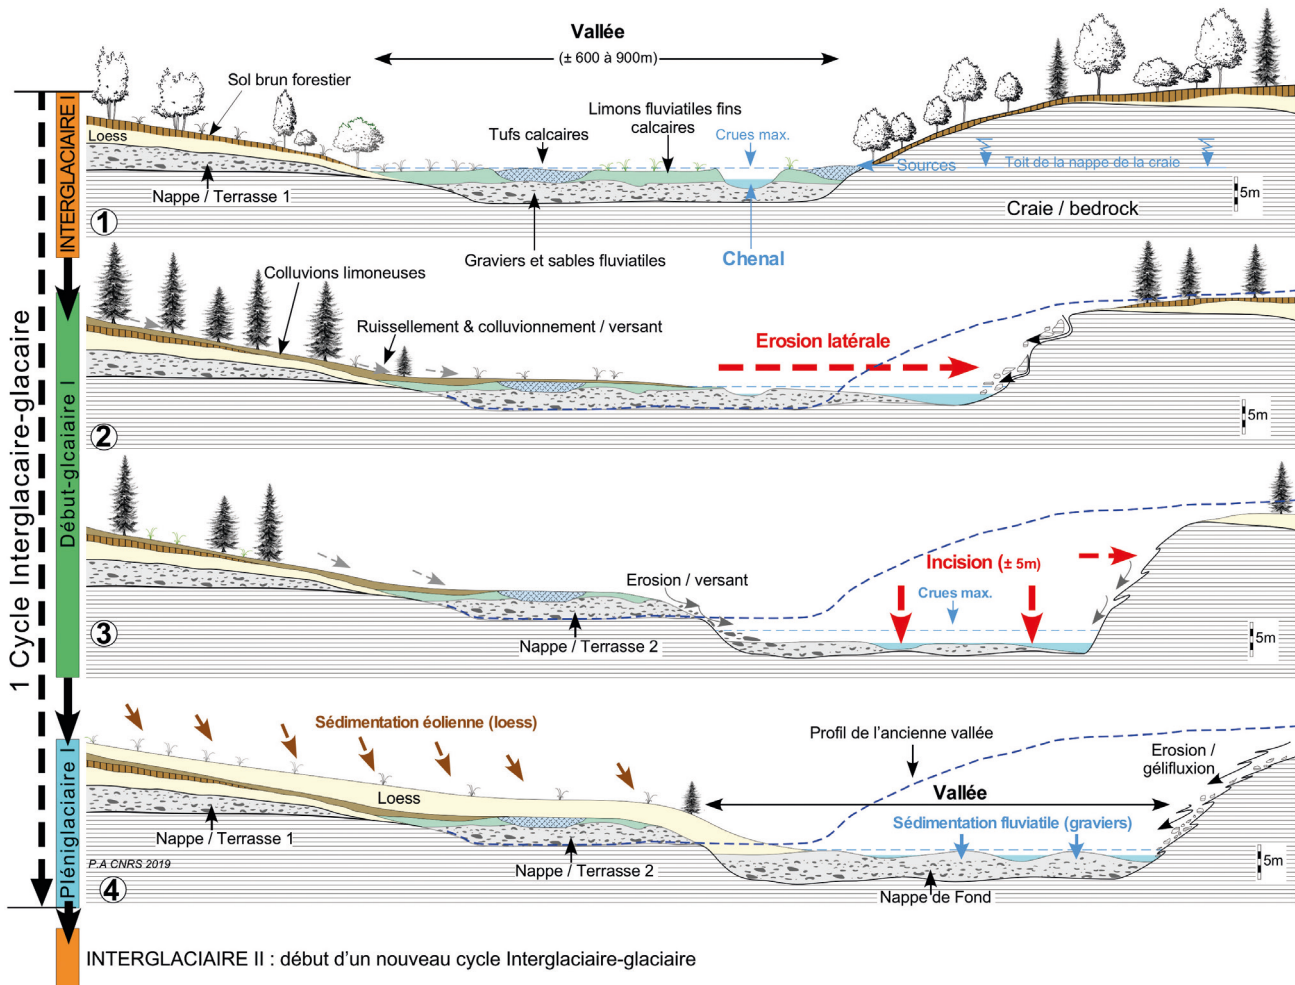 1 Cycle Interglacaire-glacaire
INTERGLACIAIRE I
Vallée
(± 600 à 900m)
Sol brun forestier
Loess
Nappe / Terrasse 1
Tufs calcaires
Limons fluviatiles fins
calcaires
Crues max.
Sources
Toit de la nappe de la craie
5m
Craie / bedrock
Graviers et sables fluviatiles
Chenal
1
Début-glcaiaire I
Colluvions limoneuses
Ruissellement & colluvionnement / versant
Erosion latérale
5m
2
Erosion / versant
Incision (± 5m)
Crues max.
Nappe / Terrasse 2
5m
3
Pléniglaciaire I
Sédimentation éolienne (loess)
Profil de l'ancienne vallée
Erosion /
gélifluxion
Loess
Vallée
Sédimentation fluviatile (graviers)
Nappe / Terrasse 1
Nappe / Terrasse 2
Nappe de Fond
5m
P.A CNRS 2019
4
INTERGLACIAIRE II : début d'un nouveau cycle Interglaciaire-glaciaire